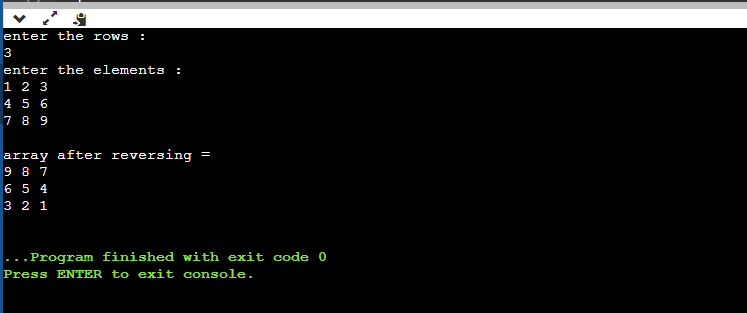 enter the rows :
3
enter the elements :
1 2 3
4 5 6
7 8 9
array after reversing =
9 8 7
6 5 4
3 2 1
...Program finished with exit code 0
Press ENTER to exit console.